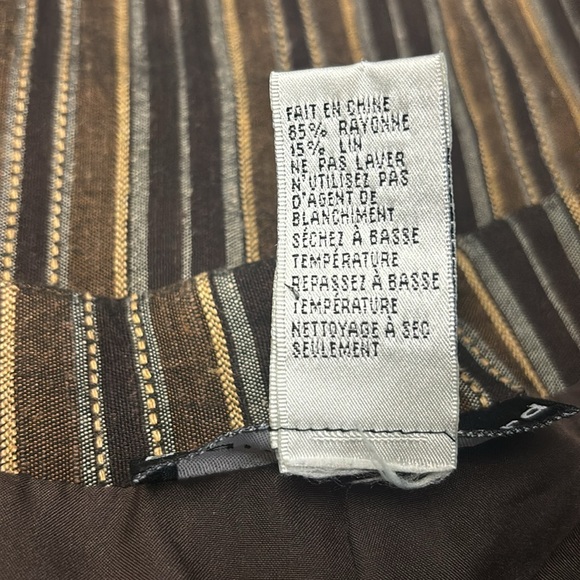 FAIT EN CHINE
85% RAYONNE
15% LIN
NE PAS LAVER
N'UTILISEZ PAS
D'AGENT DE
BLANCHIMENT
SÉCHEZ À BASSE
TEMPÉRATURE
REPASSEZ À BASSE
TEMPÉRATURE
NETTOYAGE À SEC
SEULEMENT